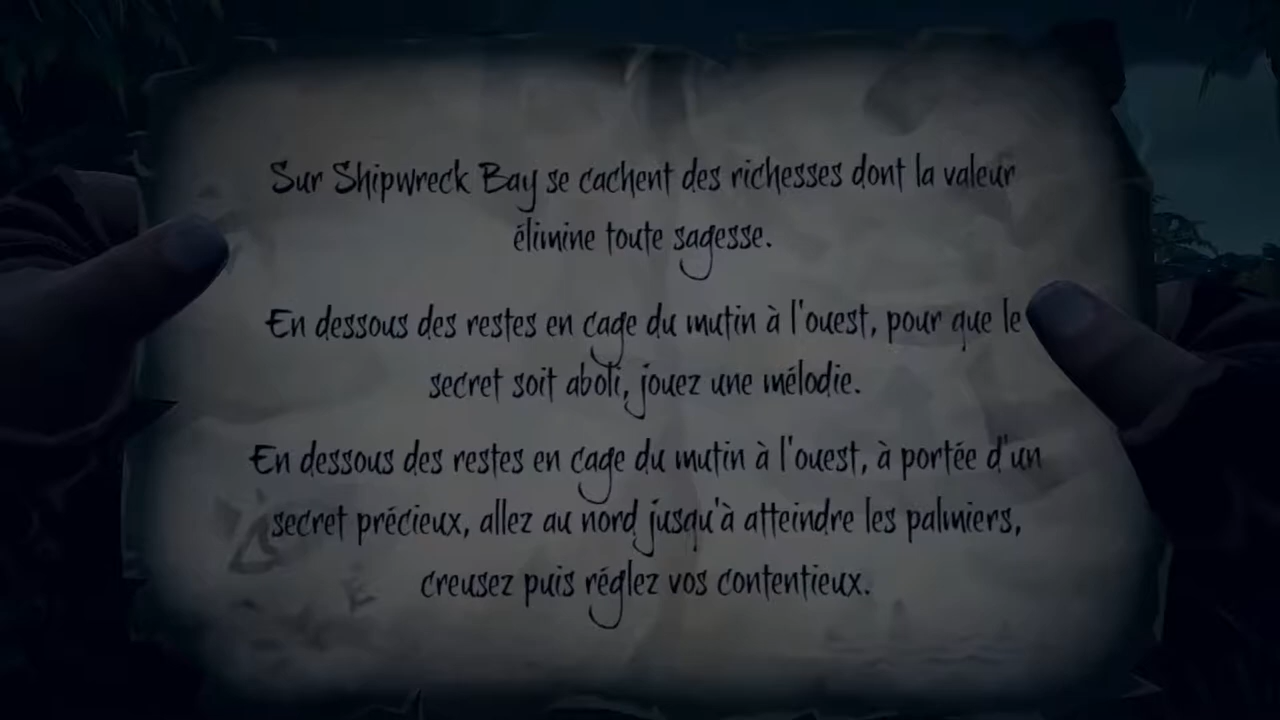 Sur Shipwreck Bay se cachent des richesses dont la valeur
élimine toute sagesse.
En dessous des restes en cage du mutin à l'ouest, pour que le
secret soit aboli, jouez une mélodie.
En dessous des restes en cage du mutin à l'ouest, à portée d'un
secret précieux, allez au nord jusqu'à atteindre les palmiers,
creusez puis réglez vos contentieux.